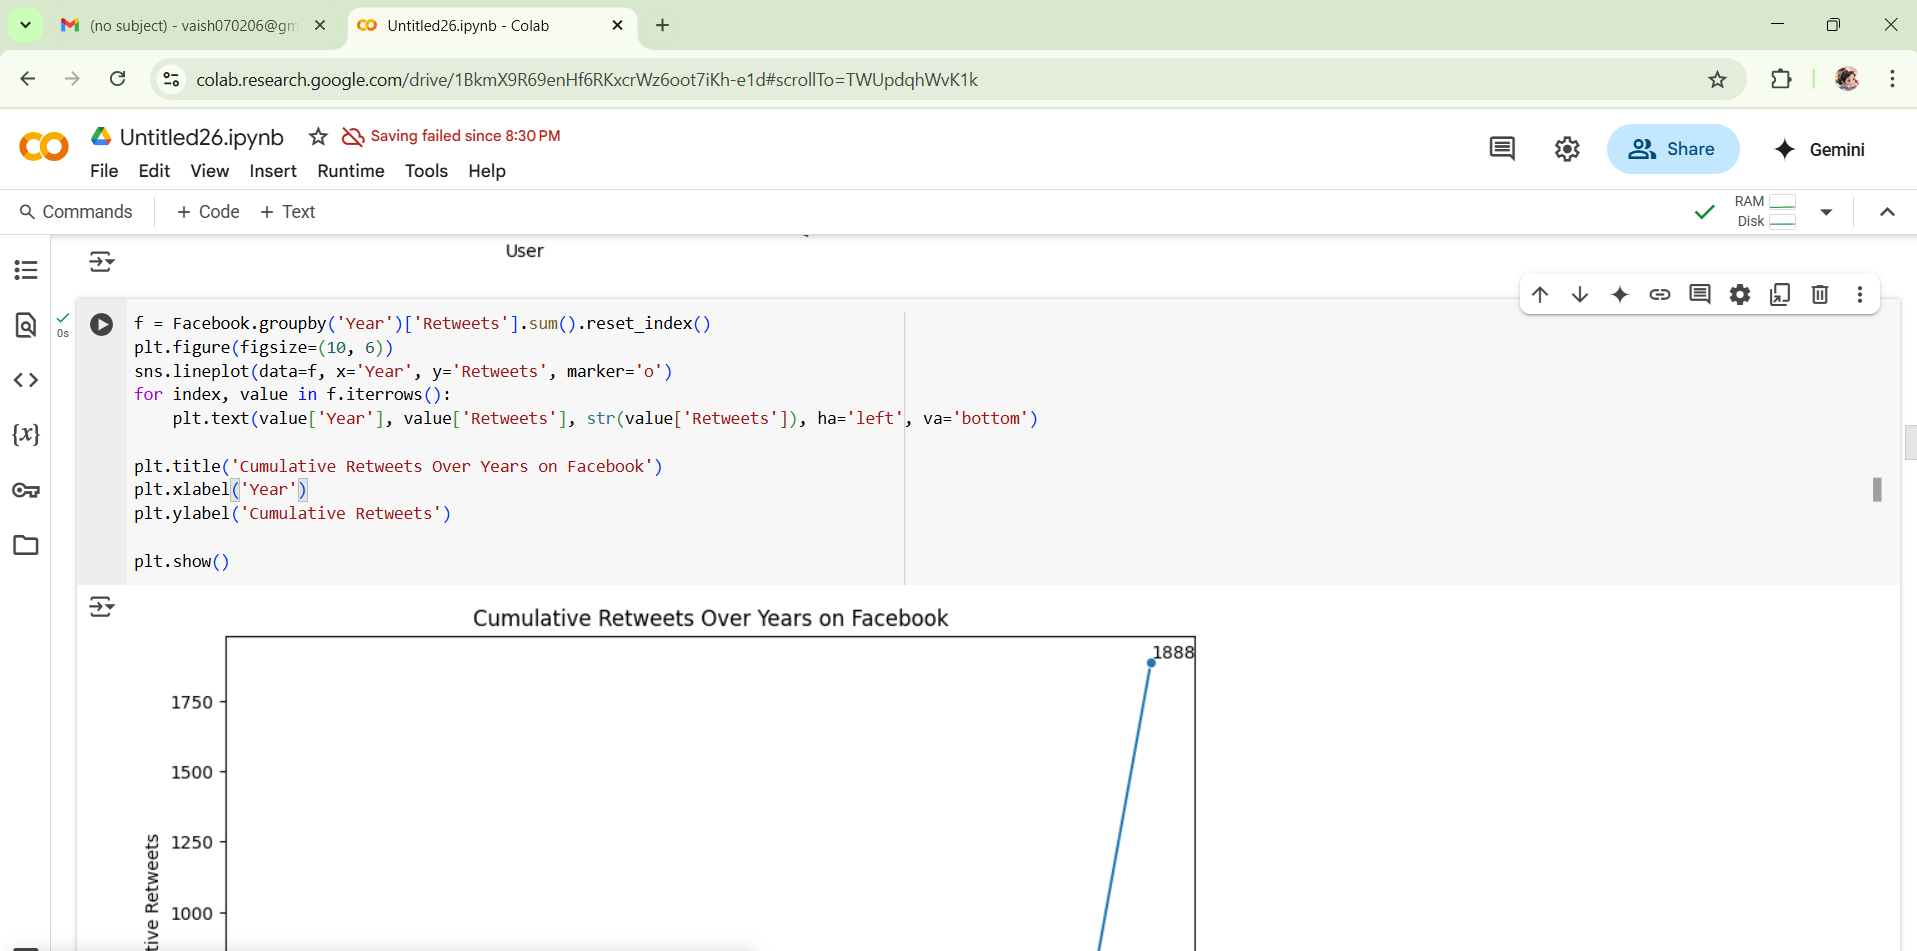 (no subject) - vaish070206@gm
Untitled26.ipynb - Colab
colab.research.google.com/drive/1BkmX9R69enHf6RKxcrWz6oot7iKh-e1d#scrollTo=TWUpdqhWvK1k
Untitled26.ipynb
Saving failed since 8:30 PM
File Edit View Insert Runtime Tools Help
Share
Gemini
Commands + Code + Text
RAM
Disk
User
0s
f = Facebook.groupby('Year')['Retweets'].sum().reset_index()
plt.figure(figsize=(10, 6))
sns.lineplot(data=f, x='Year', y='Retweets', marker='o')
for index, value in f.iterrows():
    plt.text(value['Year'], value['Retweets'], str(value['Retweets']), ha='left', va='bottom')
plt.title('Cumulative Retweets Over Years on Facebook')
plt.xlabel('Year')
plt.ylabel('Cumulative Retweets')
plt.show()
Cumulative Retweets Over Years on Facebook
1888
1750
1500
1250
1000
Retweets